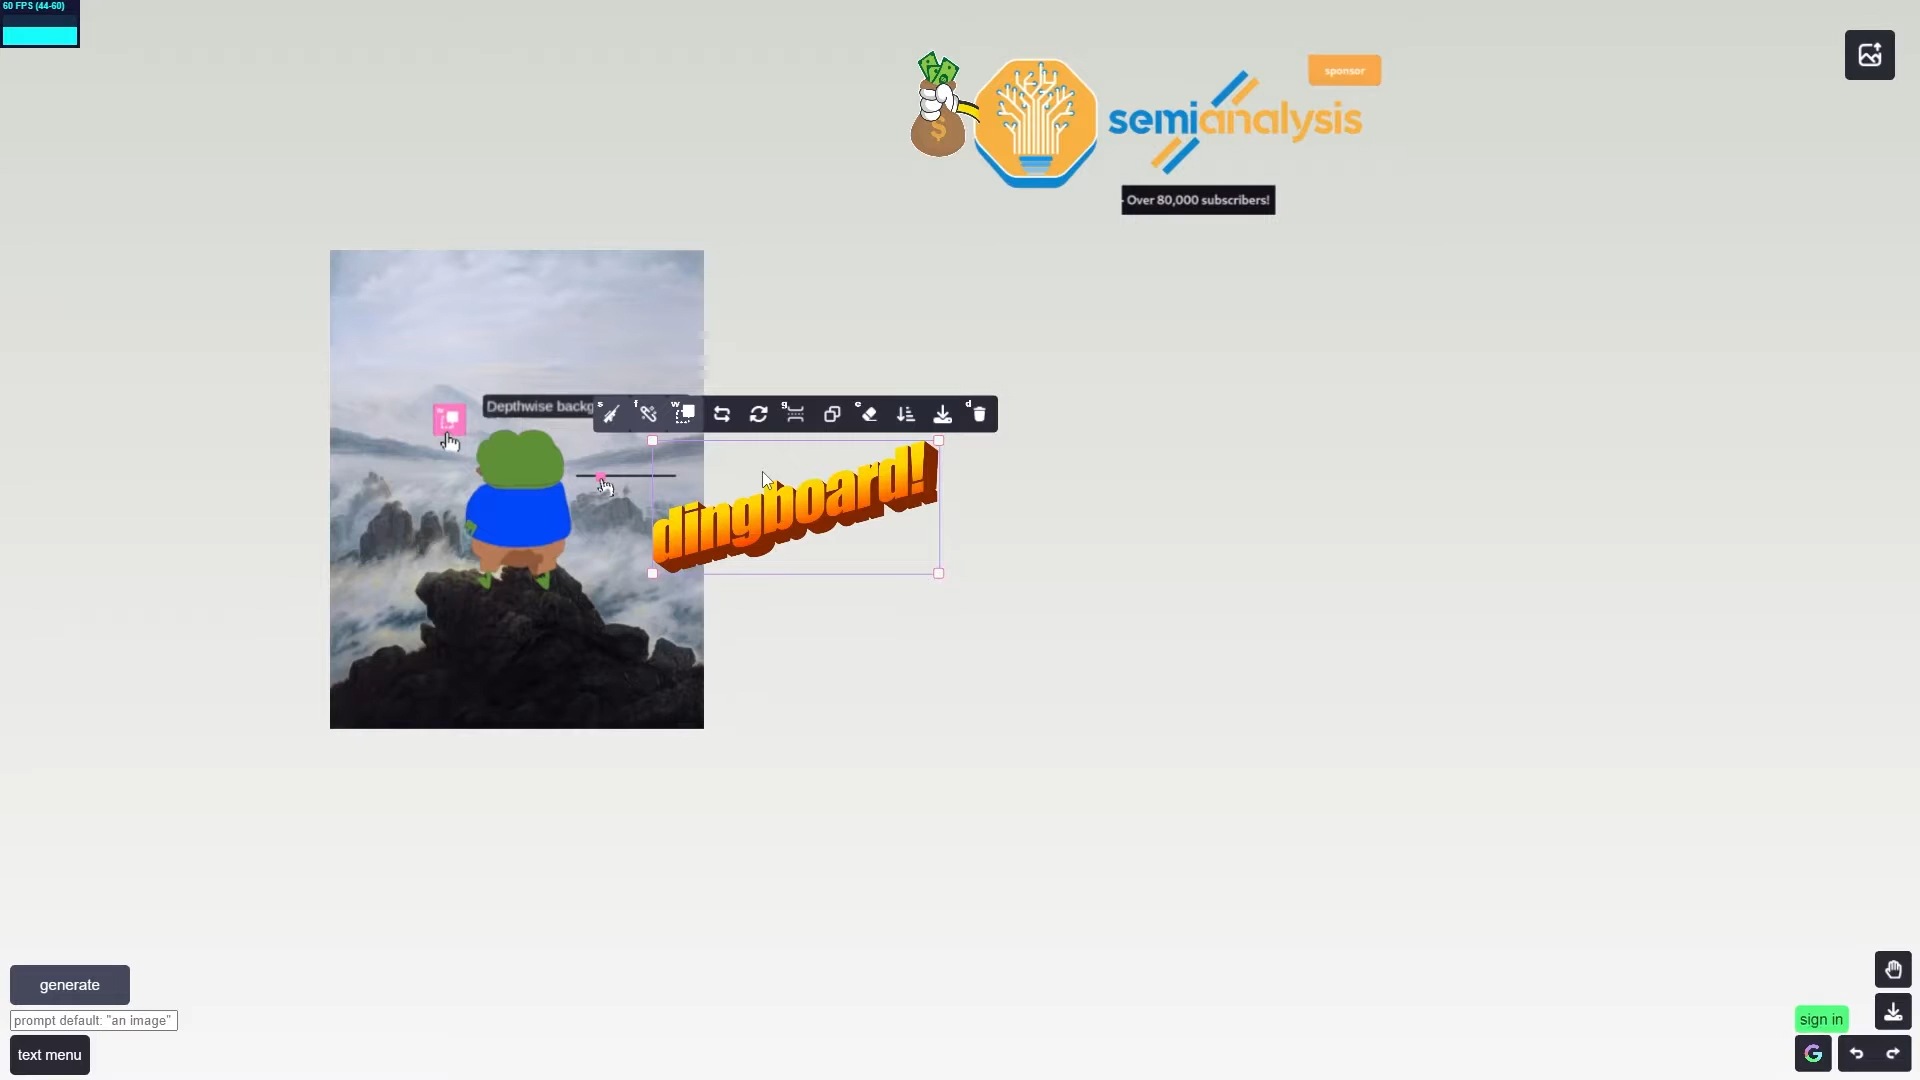 60 FPS (44-60)
sponsor
semianalysis
- Over 80,000 subscribers!
Depthwise backg
s
f
w
g
c
d
dingboard!
generate
prompt default: "an image"
text menu
sign in
G